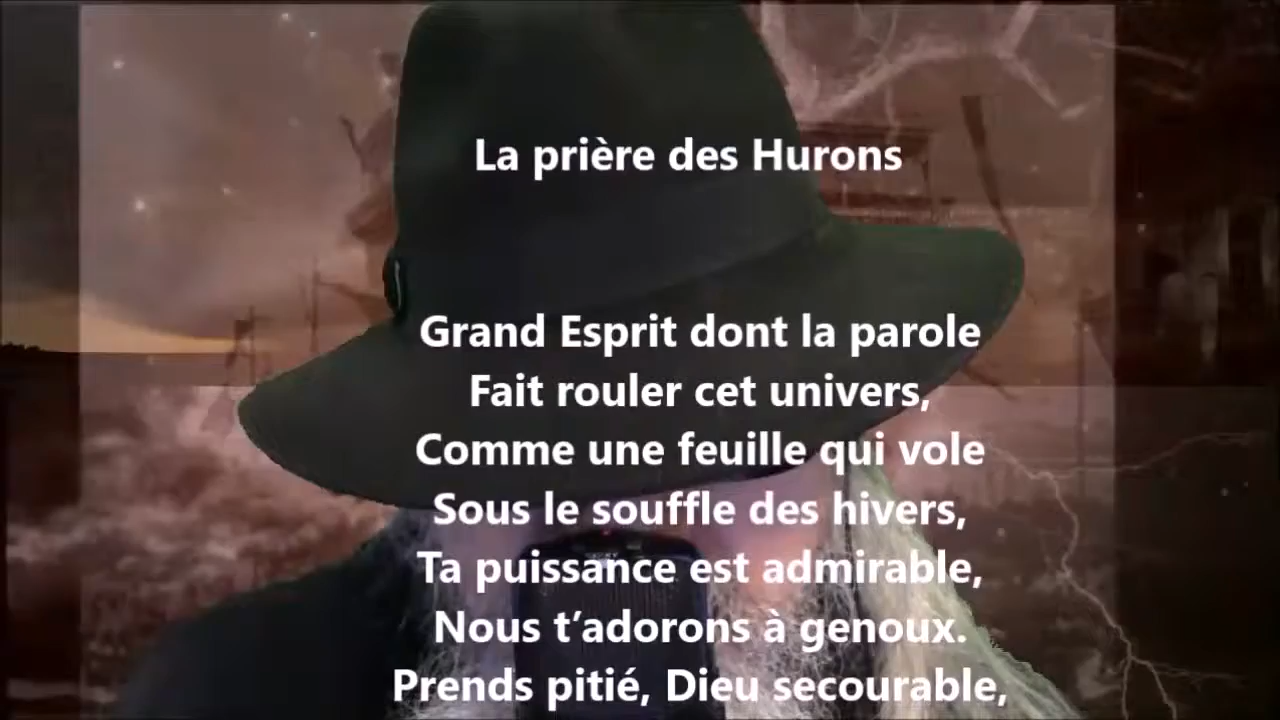 La prière des Hurons
Grand Esprit dont la parole
Fait rouler cet univers,
Comme une feuille qui vole
Sous le souffle des hivers,
Ta puissance est admirable,
Nous t’adorons à genoux.
Prends pitié, Dieu secourable,